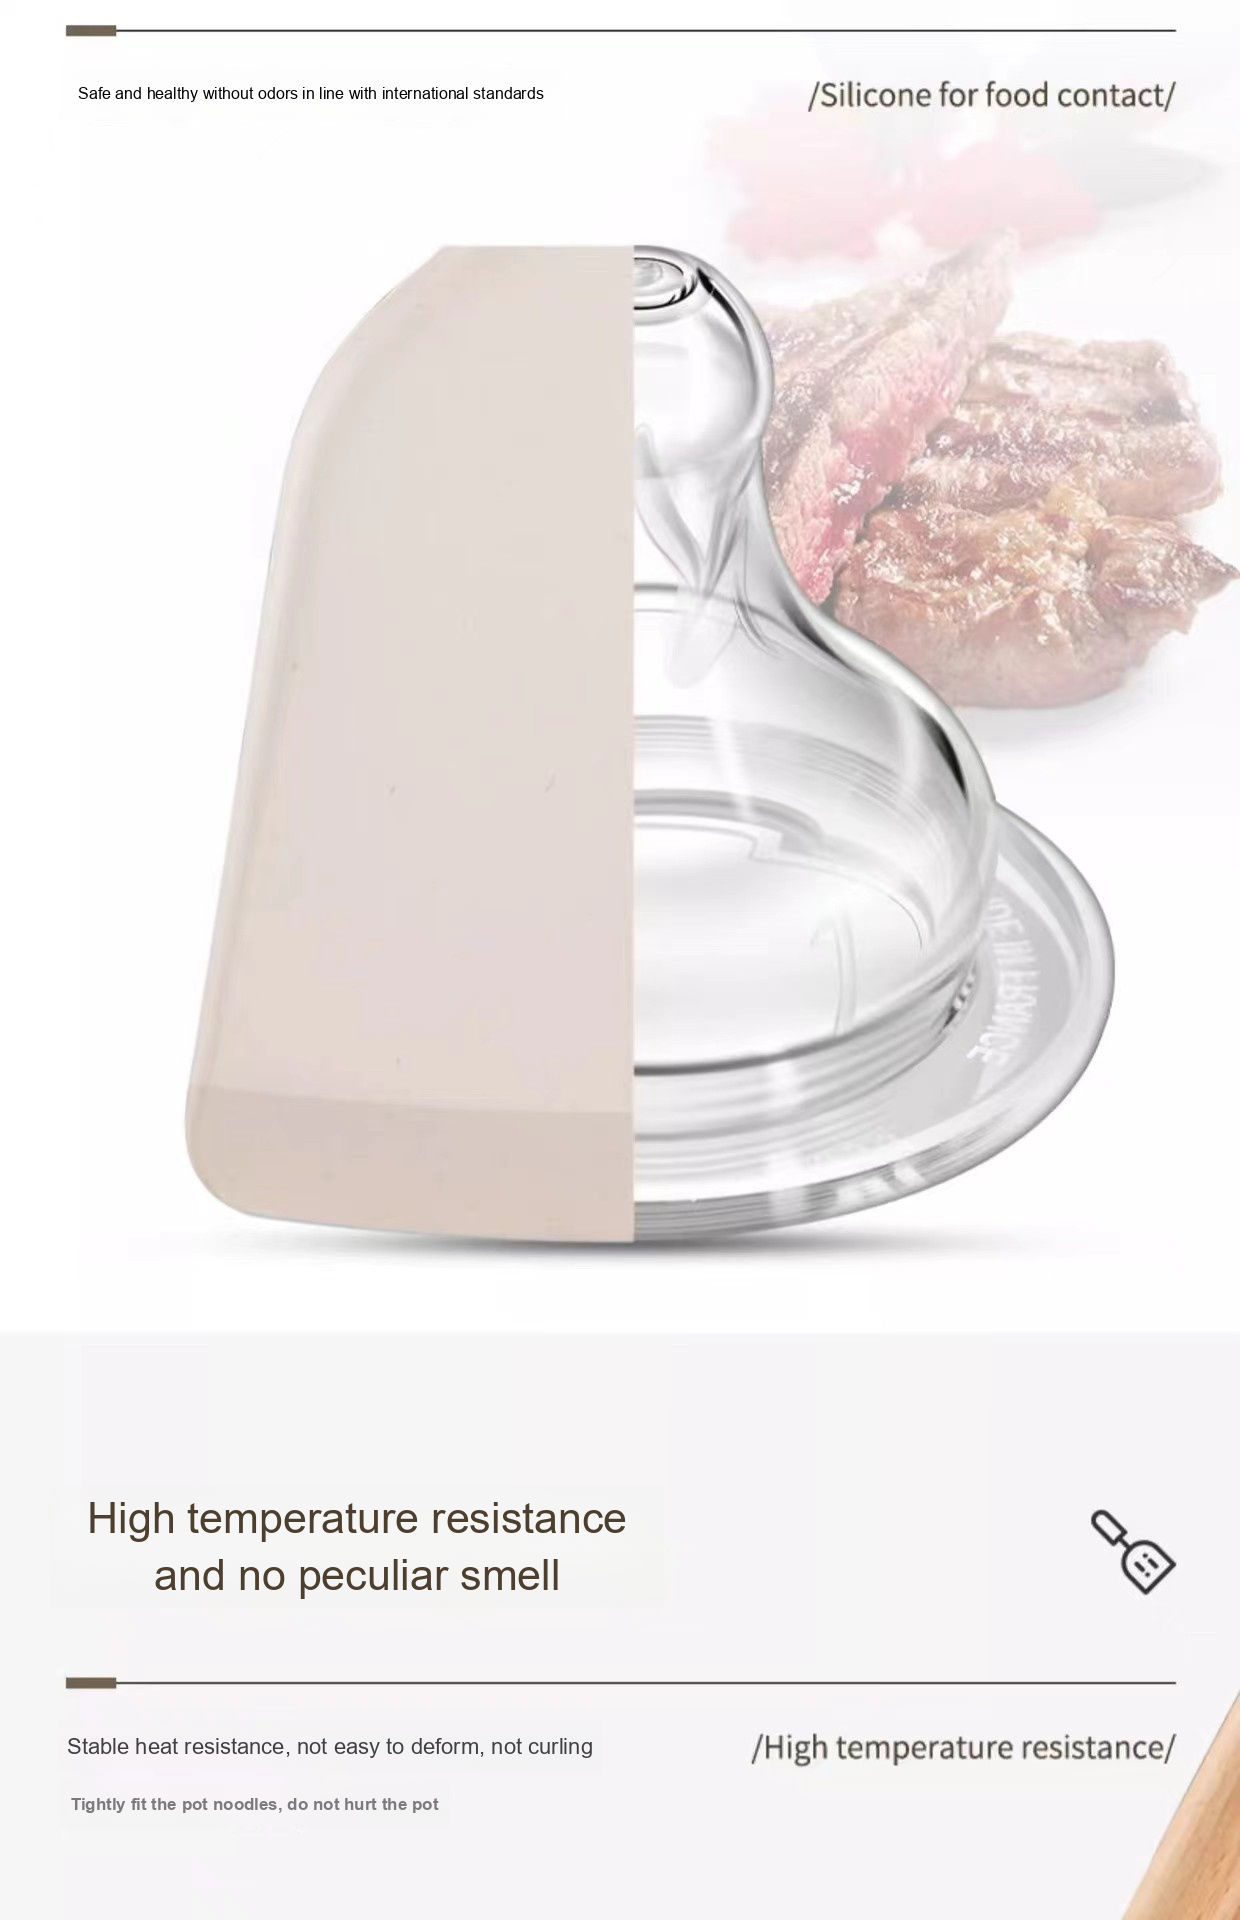 Safe and healthy without odors in line with international standards
/Silicone for food contact/
FRANCE
High temperature resistance
and no peculiar smell
Stable heat resistance, not easy to deform, not curling
/High temperature resistance/
Tightly fit the pot noodles, do not hurt the pot